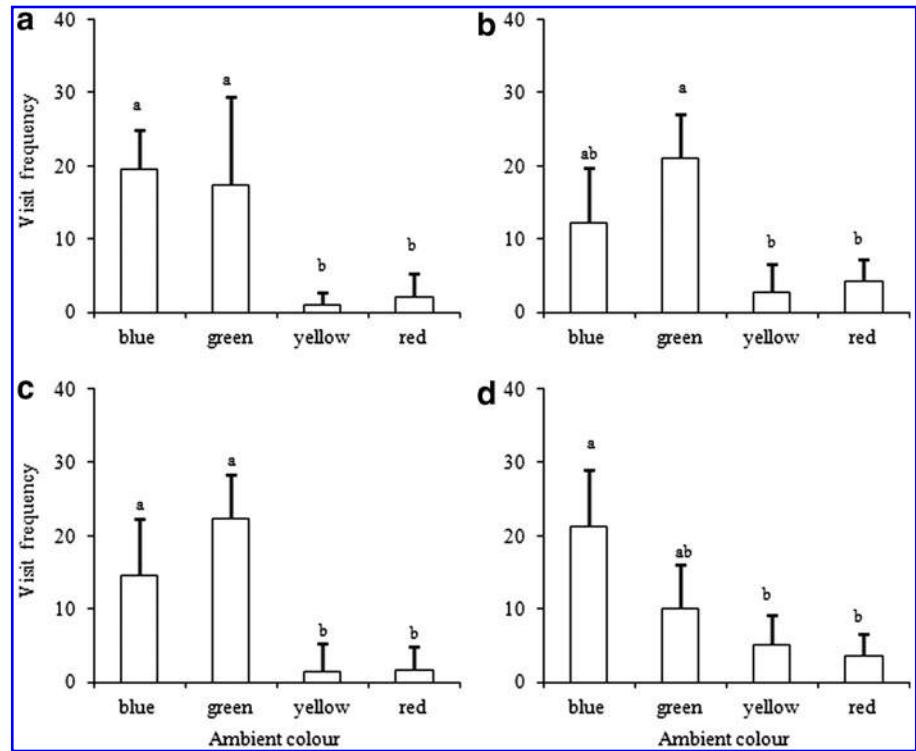 a
40
30
20
10
0
Visit frequency
a
a
b
b
blue green yellow red
b
40
30
20
10
0
ab
a
b
b
blue green yellow red
c
40
30
20
10
0
Visit frequency
a
a
b
b
blue green yellow red
Ambient colour
d
40
30
20
10
0
a
ab
b
b
blue green yellow red
Ambient colour